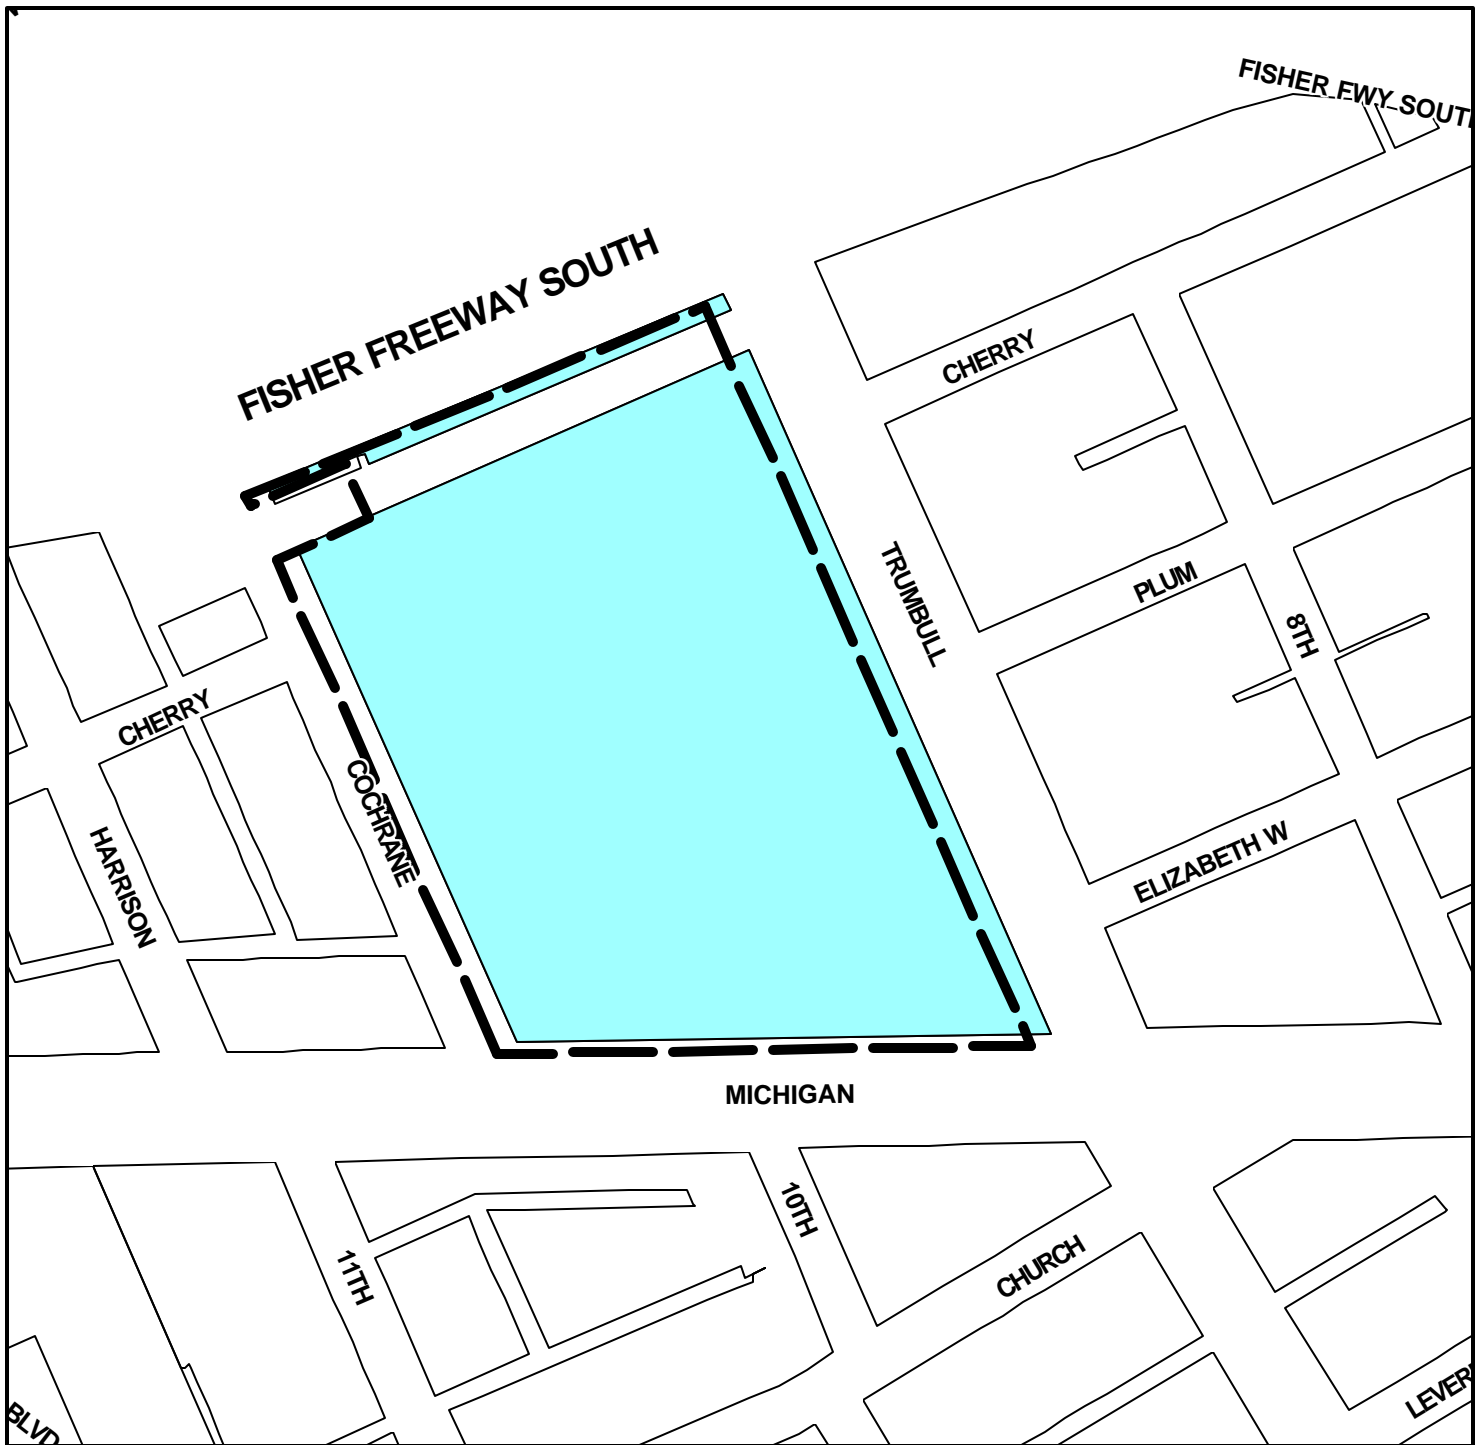 FISHER FWY SOUTH
FISHER FREEWAY SOUTH
CHERRY
TRUMBULL
PLUM
8TH
CHERRY
COCHRANE
HARRISON
ELIZABETH W
MICHIGAN
10TH
11TH
CHURCH
BLVD
LEVER